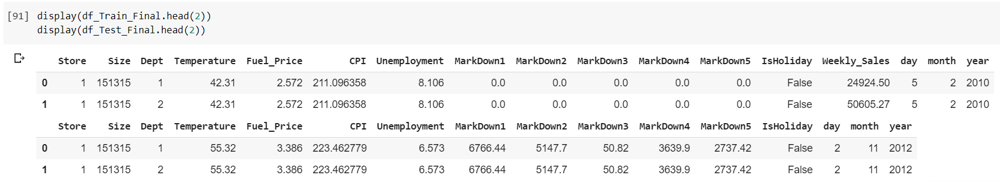 [91] display(df_Train_Final.head(2))
display(df_Test_Final.head(2))
Store Size Dept Temperature Fuel_Price CPI Unemployment MarkDown1 MarkDown2 MarkDown3 MarkDown4 MarkDown5 IsHoliday Weekly_Sales day month year
0 1 151315 1 42.31 2.572 211.096358 8.106 0.0 0.0 0.0 0.0 0.0 False 24924.50 5 2 2010
1 1 151315 2 42.31 2.572 211.096358 8.106 0.0 0.0 0.0 0.0 0.0 False 50605.27 5 2 2010
Store Size Dept Temperature Fuel_Price CPI Unemployment MarkDown1 MarkDown2 MarkDown3 MarkDown4 MarkDown5 IsHoliday day month year
0 1 151315 1 55.32 3.386 223.462779 6.573 6766.44 5147.7 50.82 3639.9 2737.42 False 2 11 2012
1 1 151315 2 55.32 3.386 223.462779 6.573 6766.44 5147.7 50.82 3639.9 2737.42 False 2 11 2012